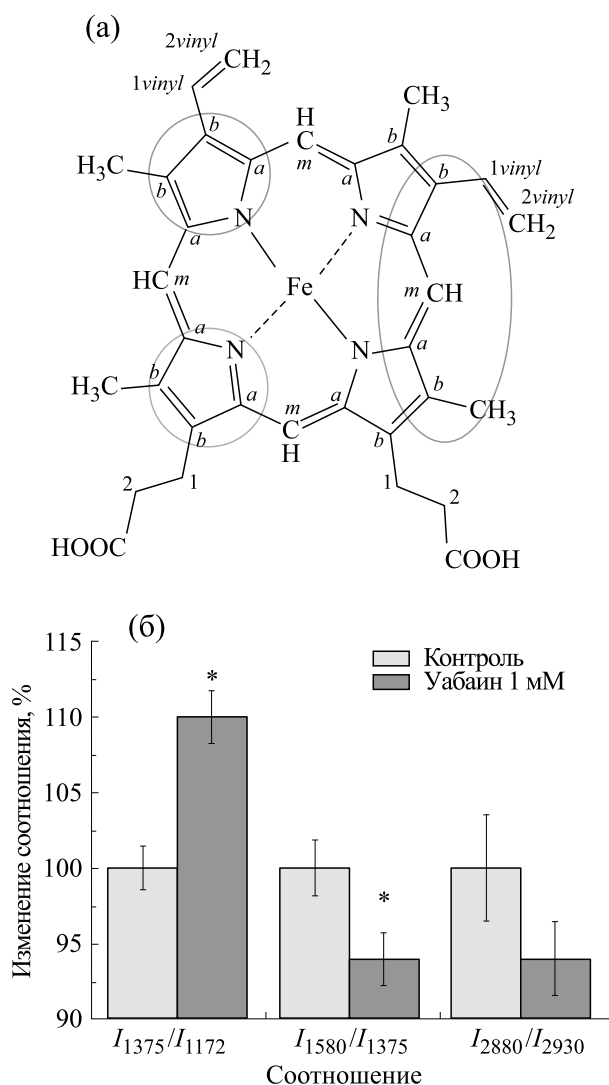 (а)
2vinyl
CH2
1vinyl
H
CH3
b
C
b
1vinyl
H3C
b
a
m
a
b
2vinyl
N
N
a
a
CH2
HC
m
Fe
m
CH
a
N
N
a
b
b
H3C
a
m
a
CH3
b
C
b
H
2
1
1
2
HOOC
COOH
(б)
115
Контроль
Уабаин 1 мМ
*
110
105
100
*
95
90
Изменение соотношения, %
I1375/I1172
I1580/I1375
I2880/I2930
Соотношение